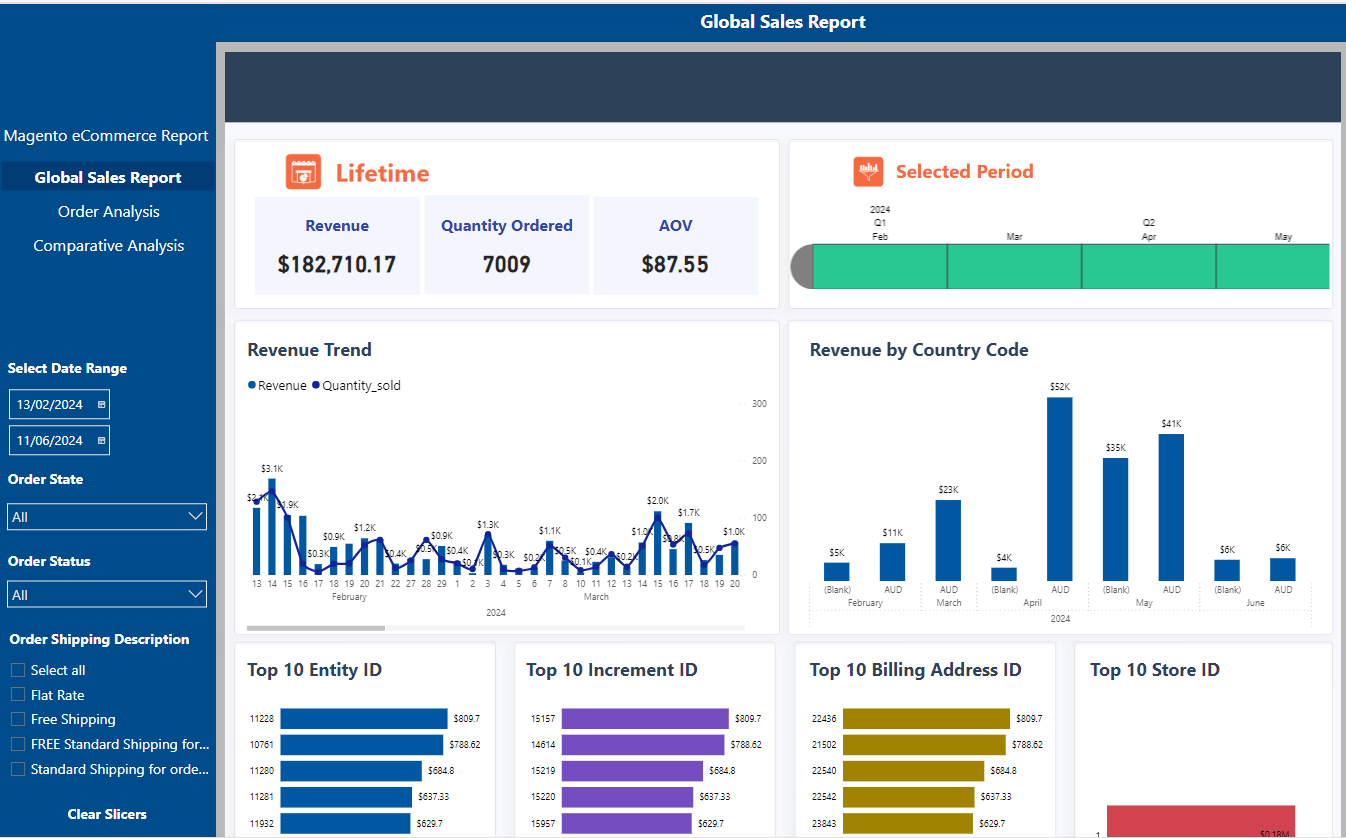 Global Sales Report
Magento eCommerce Report
Global Sales Report
Order Analysis
Comparative Analysis
Select Date Range
13/02/2024
11/06/2024
Order State
All
Order Status
All
Order Shipping Description
Select all
Flat Rate
Free Shipping
FREE Standard Shipping for...
Standard Shipping for orde...
Clear Slicers
Lifetime
Revenue
$182,710.17
Quantity Ordered
7009
AOV
$87.55
Selected Period
2024
Q1 Q2
Feb Mar Apr May
Revenue Trend
Revenue Quantity_sold
300
200
100
0
$3.1K
$1.9K
$0.3K
$0.9K
$1.2K
$0.4K
$0.9K
$0.4K
$1.3K
$0.3K
$0.2K
$1.1K
$0.5K
$0.1K
$0.4K
$0.2K
$1.0K
$2.0K
$0.8K
$1.7K
$0.5K
$1.0K
13 14 15 16 17 18 19 20 21 22 27 28 29 1 2 3 4 5 6 7 8 9 10 11 12 13 14 15 16 17 18 19 20
February March
2024
Revenue by Country Code
$5K $11K $23K $4K $52K $35K $41K $6K $6K
(Blank) AUD AUD (Blank) AUD (Blank) AUD (Blank) AUD
February March April May June
2024
Top 10 Entity ID
11228 $809.7
10761 $788.62
11280 $684.8
11281 $637.33
11932 $629.7
Top 10 Increment ID
15157 $809.7
14614 $788.62
15219 $684.8
15220 $637.33
15957 $629.7
Top 10 Billing Address ID
22436 $809.7
21502 $788.62
22540 $684.8
22542 $637.33
23843 $629.7
Top 10 Store ID
1 $0.18M